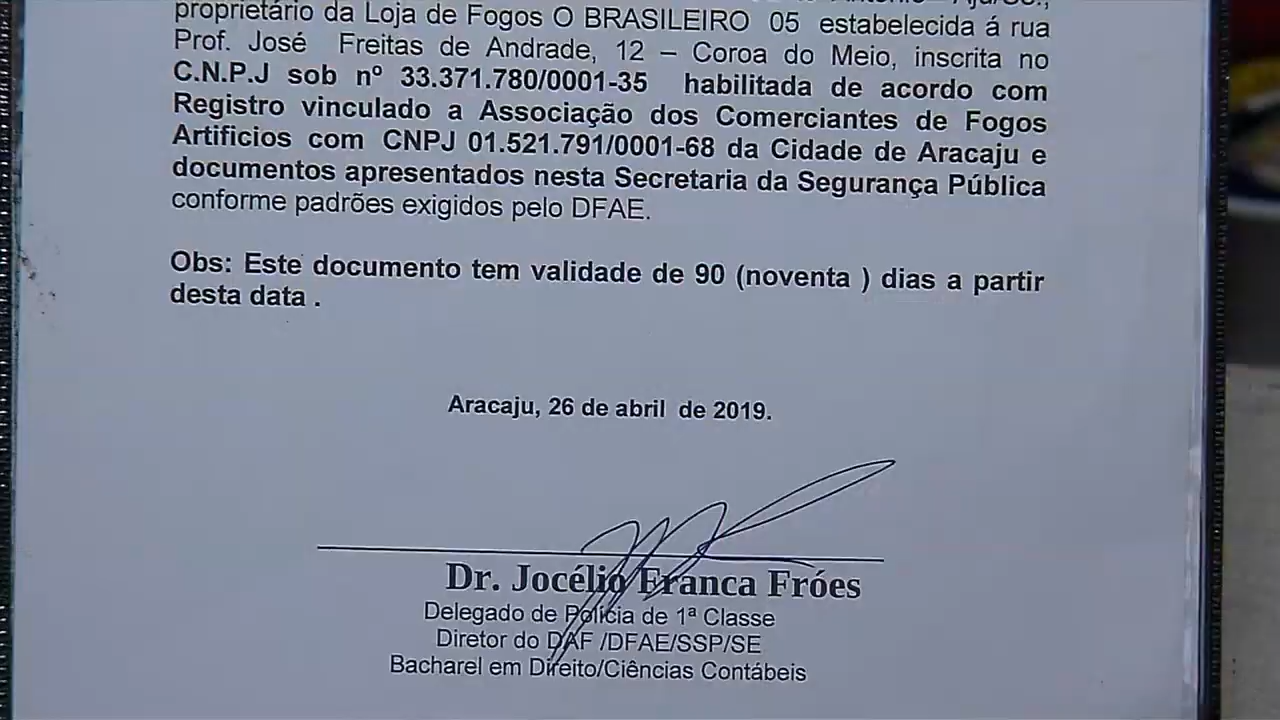 proprietário da Loja de Fogos O BRASILEIRO 05 estabelecida á rua
Prof. José Freitas de Andrade, 12 – Coroa do Meio, inscrita no
C.N.P.J sob nº 33.371.780/0001-35 habilitada de acordo com
Registro vinculado a Associação dos Comerciantes de Fogos
Artificios com CNPJ 01.521.791/0001-68 da Cidade de Aracaju e
documentos apresentados nesta Secretaria da Segurança Pública
conforme padrões exigidos pelo DFAE.
Obs: Este documento tem validade de 90 (noventa ) dias a partir
desta data .
Aracaju, 26 de abril de 2019.
Dr. Jocélio Franca Fróes
Delegado de Polícia de 1ª Classe
Diretor do DAF /DFAE/SSP/SE
Bacharel em Direito/Ciências Contábeis